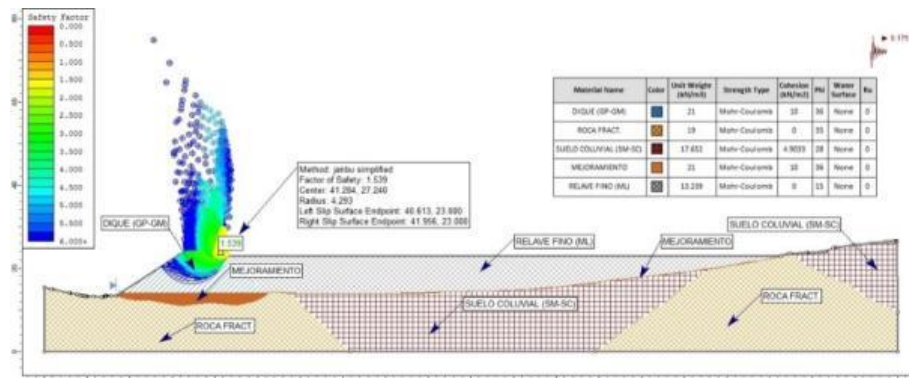 Safety Factor
0.000
0.500
1.000
1.500
2.000
2.500
3.000
3.500
4.000
4.500
5.000
5.500
6.000+
Method: janbu simplified
Factor of Safety: 1.539
Center: 41.284, 27.240
Radius: 4.293
Left Slip Surface Endpoint: 40.613, 23.000
Right Slip Surface Endpoint: 41.956, 23.000
Material Name Color Unit Weight (kN/m3) Strength Type Cohesion (kN/m2) Phi Water Surface Ru
DIQUE (GP-GM) 21 Mohr-Coulomb 10 36 None 0
ROCA FRACT. 19 Mohr-Coulomb 0 35 None 0
SUELO COLUVIAL (SM-SC) 17.652 Mohr-Coulomb 4.9033 28 None 0
MEJORAMIENTO 21 Mohr-Coulomb 10 36 None 0
RELAVE FINO (ML) 13.239 Mohr-Coulomb 0 15 None 0
DIQUE (GP-GM)
1.539
SUELO COLUVIAL (SM-SC)
RELAVE FINO (ML)
MEJORAMIENTO
MEJORAMIENTO
SUELO COLUVIAL (SM-SC)
ROCA FRACT.
ROCA FRACT.